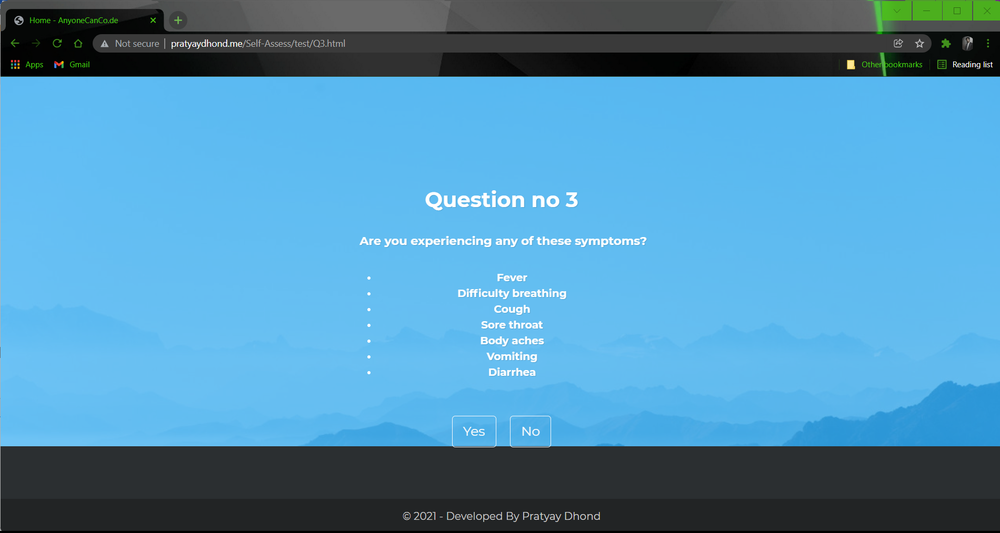 Home - AnyoneCanCo.de
Not secure | pratyaydhond.me/Self-Assess/test/Q3.html
Apps Gmail Other bookmarks Reading list
Question no 3
Are you experiencing any of these symptoms?
• Fever
• Difficulty breathing
• Cough
• Sore throat
• Body aches
• Vomiting
• Diarrhea
Yes No
© 2021 - Developed By Pratyay Dhond